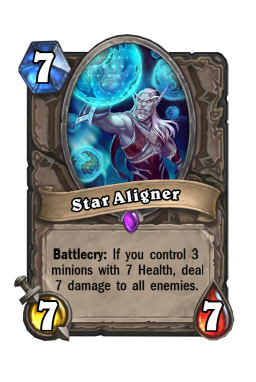 7
Star Aligner
Battlecry: If you control 3
minions with 7 Health, deal
7 damage to all enemies.
7 7